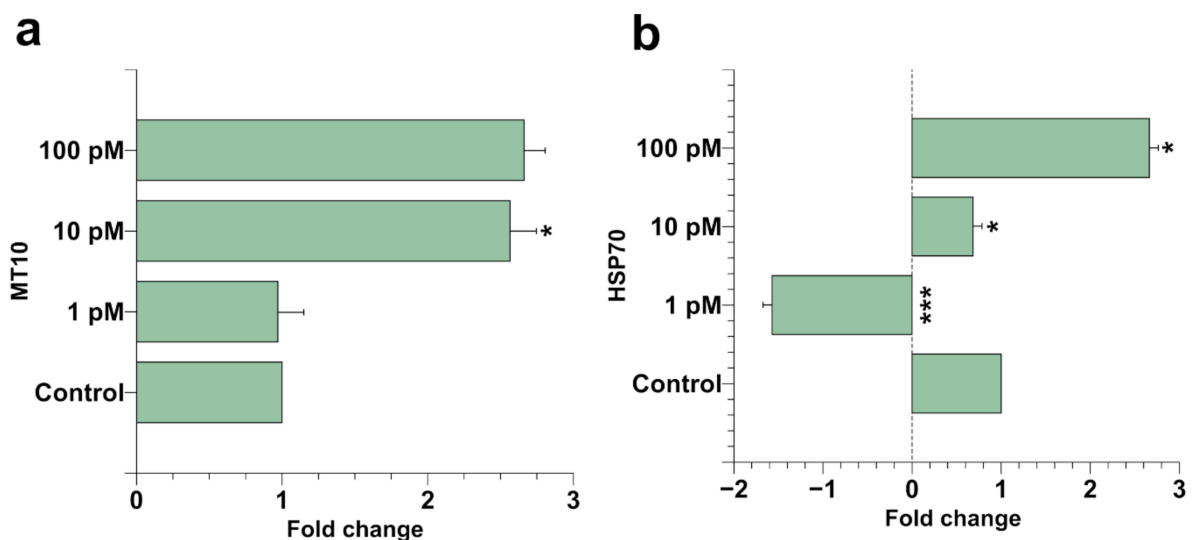 a
MT10
100 pM
10 pM
*
1 pM
Control
0 1 2 3
Fold change
b
HSP70
100 pM
*
10 pM
*
1 pM
***
Control
−2 −1 0 1 2 3
Fold change